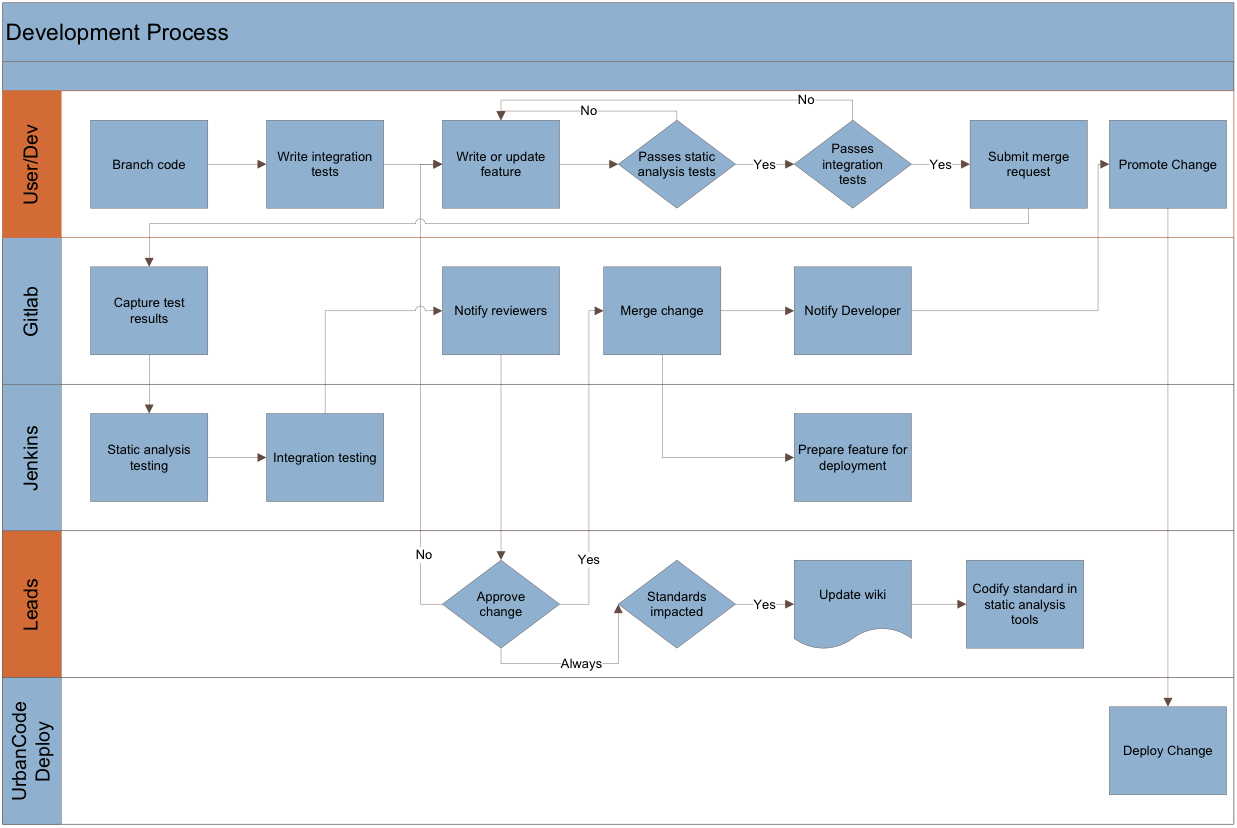 Development Process
User/Dev
No
No
Branch code
Write integration
tests
Write or update
feature
Passes static
analysis tests
Yes
Passes
integration
tests
Yes
Submit merge
request
Promote Change
Gitlab
Capture test
results
Notify reviewers
Merge change
Notify Developer
Jenkins
Static analysis
testing
Integration testing
Prepare feature for
deployment
Leads
No
Approve
change
Yes
Always
Standards
impacted
Yes
Update wiki
Codify standard in
static analysis
tools
UrbanCode
Deploy
Deploy Change